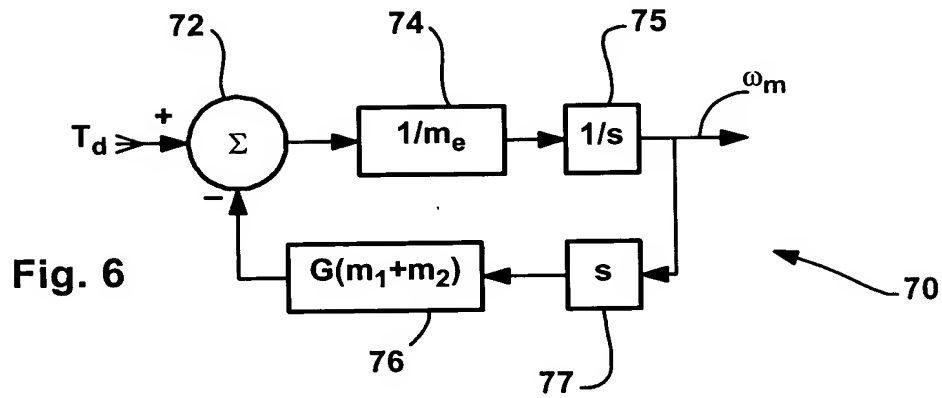 72
74
75
ω_m
+
T_d
Σ
1/m_e
1/s
−
Fig. 6
G(m_1+m_2)
s
70
76
77